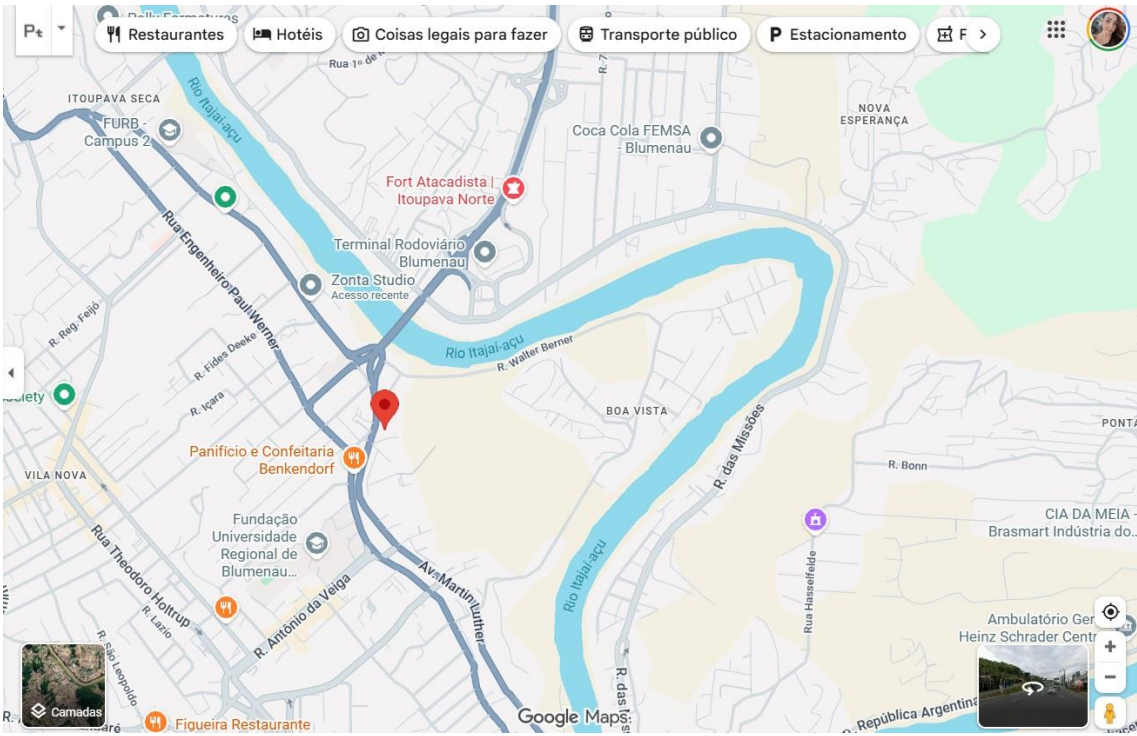 Restaurantes
Hotéis
Coisas legais para fazer
Transporte público
P Estacionamento
Rua 1º de
R. 7
ITOUPAVA SECA
Rio Itajaí-açu
FURB -
Campus 2
NOVA
ESPERANÇA
Coca Cola FEMSA
- Blumenau
Fort Atacadista |
Itoupava Norte
Rua Engenheiro Paul Werner
Terminal Rodoviário
Blumenau
Zonta Studio
Acesso recente
R. Reg. Feijó
R. Fides Deeke
Rio Itajaí-açu
R. Walter Berner
R. Içara
BOA VISTA
R. das Missões
Panifício e Confeitaria
Benkendorf
VILA NOVA
R. Bonn
CIA DA MEIA -
Brasmart Indústria do...
Fundação
Universidade
Regional de
Blumenau...
Rua Theodoro Holtrup
Av. Martin Luther
Rio Itajaí-açu
Rua Hasselfelde
R. Antônio da Veiga
R. Lazio
R. São Leopoldo
Ambulatório Ger
Heinz Schrader Centr
R. das
Camadas
Figueira Restaurante
Google Maps
República Argentina